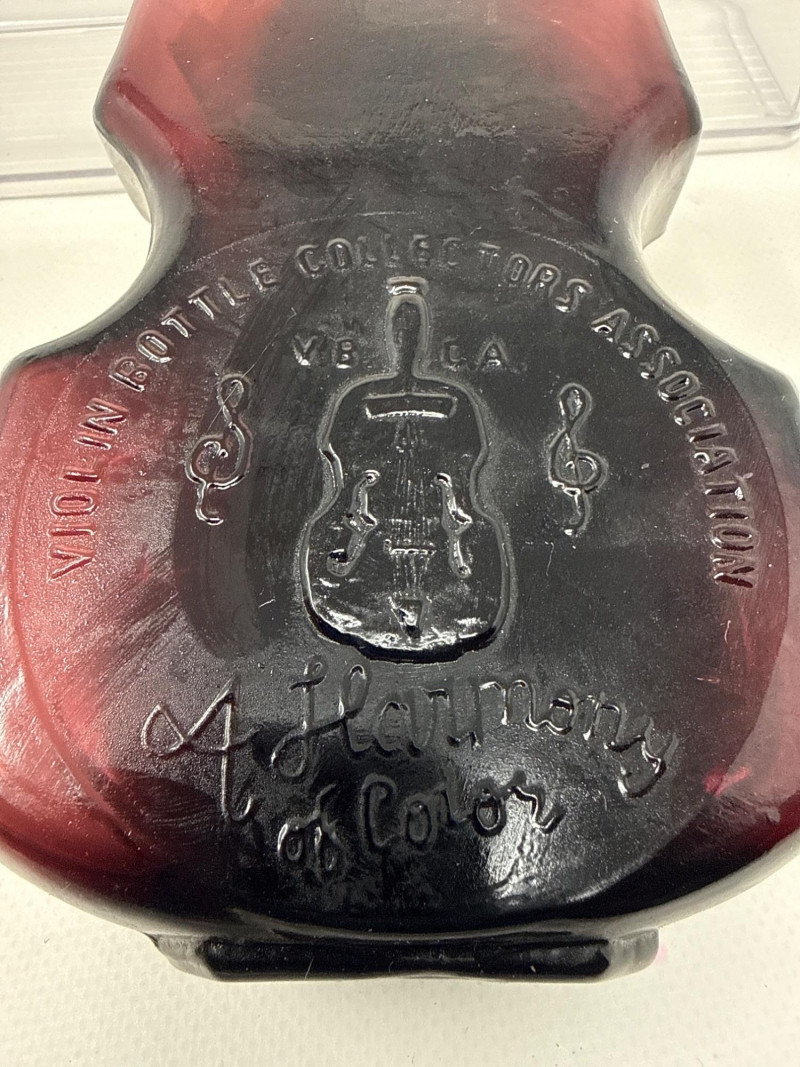 VIOLIN BOTTLE COLLECTORS ASSOCIATION
V.B. C.A.
A Harmony
of Color